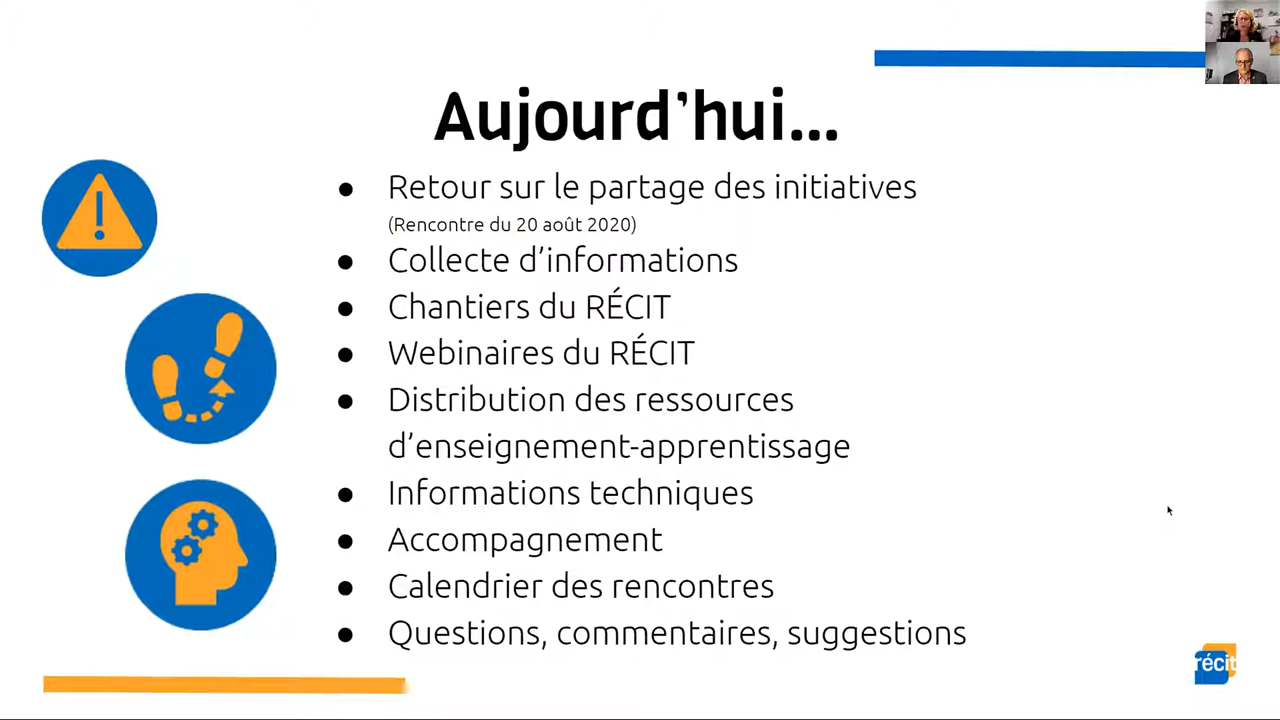 Aujourd’hui...
● Retour sur le partage des initiatives
(Rencontre du 20 août 2020)
● Collecte d’informations
● Chantiers du RÉCIT
● Webinaires du RÉCIT
● Distribution des ressources
d’enseignement-apprentissage
● Informations techniques
● Accompagnement
● Calendrier des rencontres
● Questions, commentaires, suggestions
récit